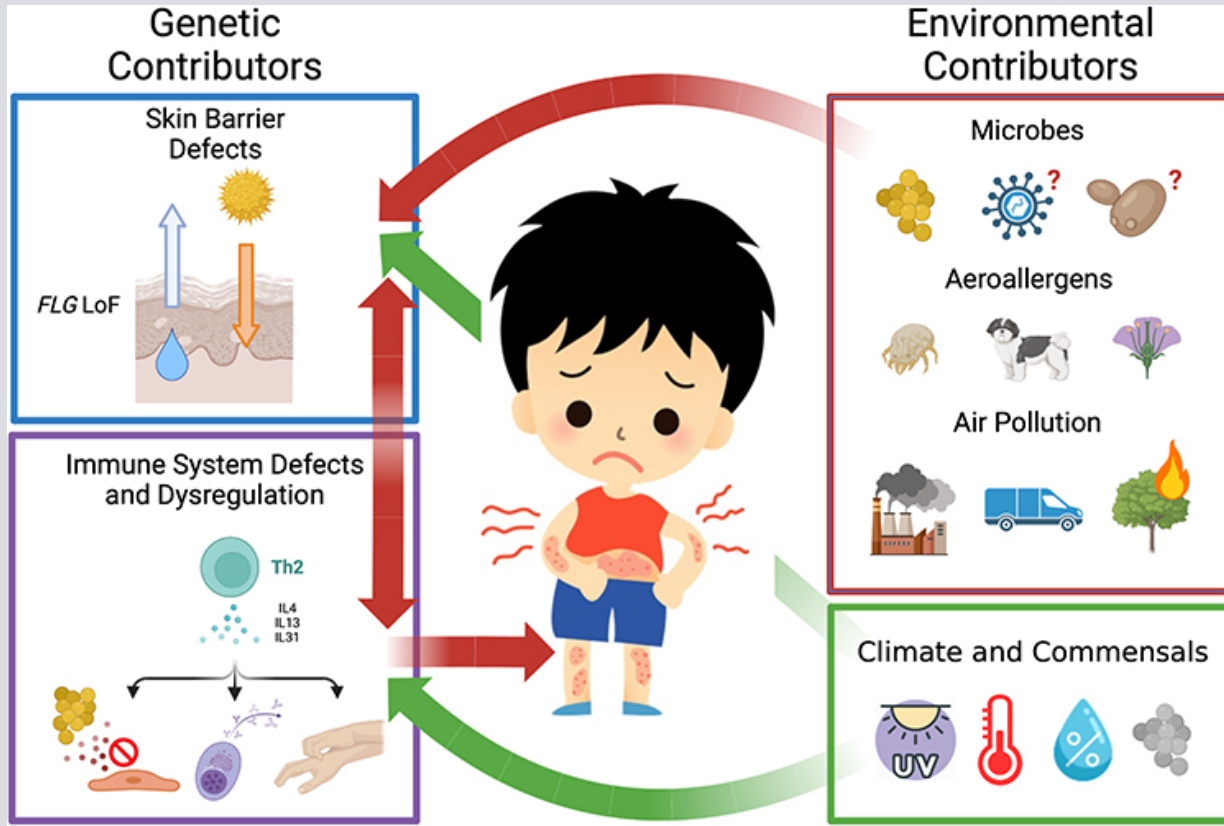 Genetic
Contributors
Skin Barrier
Defects
FLG LoF
Immune System Defects
and Dysregulation
Th2
IL4
IL13
IL31
Environmental
Contributors
Microbes
?
?
Aeroallergens
Air Pollution
Climate and Commensals
UV
%